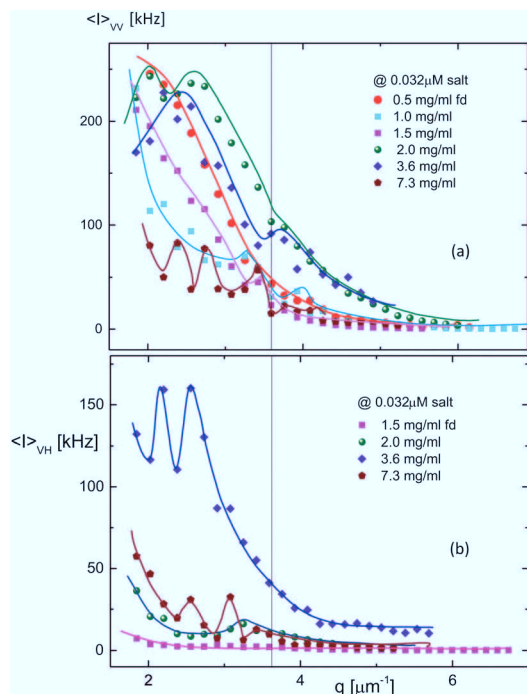 <I>VV [kHz]
@ 0.032μM salt
0.5 mg/ml fd
1.0 mg/ml
1.5 mg/ml
2.0 mg/ml
3.6 mg/ml
7.3 mg/ml
200
100
0
(a)
@ 0.032μM salt
1.5 mg/ml fd
2.0 mg/ml
3.6 mg/ml
7.3 mg/ml
150
<I>VH [kHz]
100
50
(b)
0
2 3 4 5 6
q [μm⁻¹]